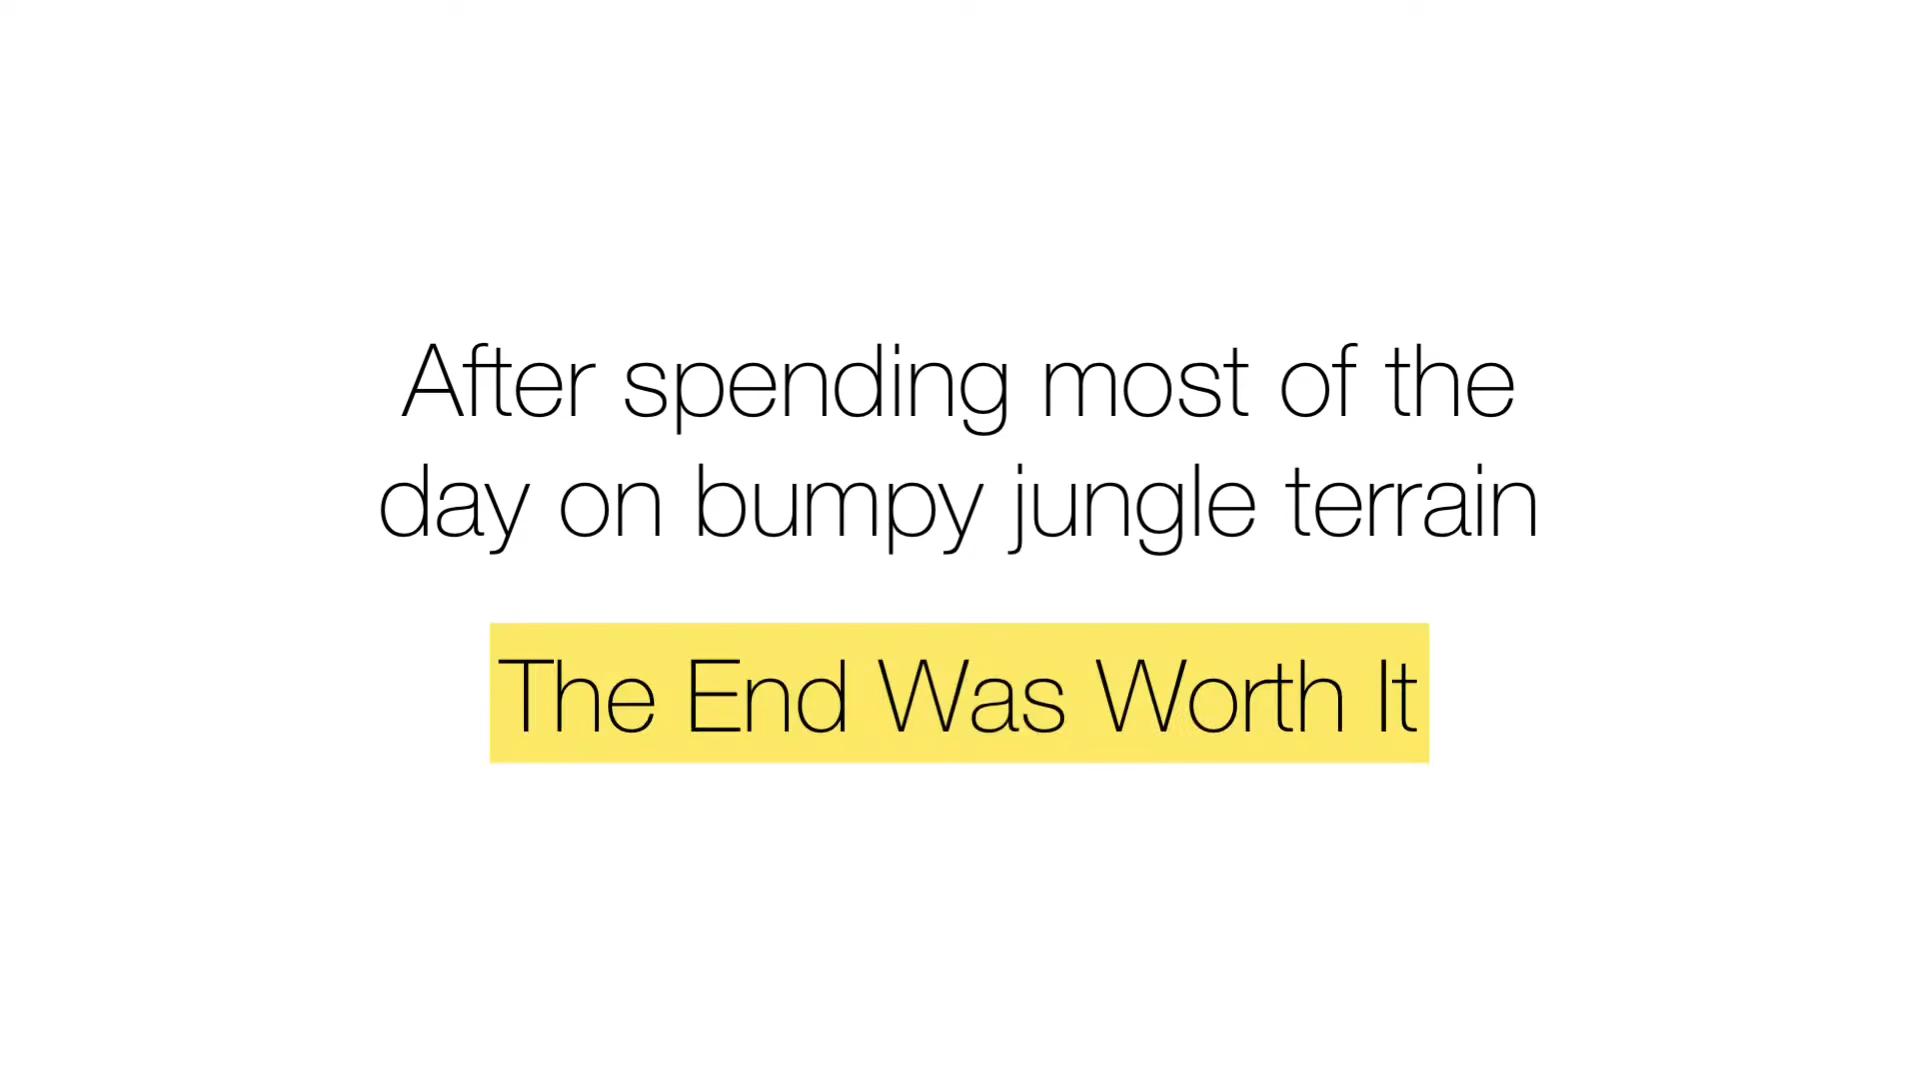 After spending most of the
day on bumpy jungle terrain
The End Was Worth It